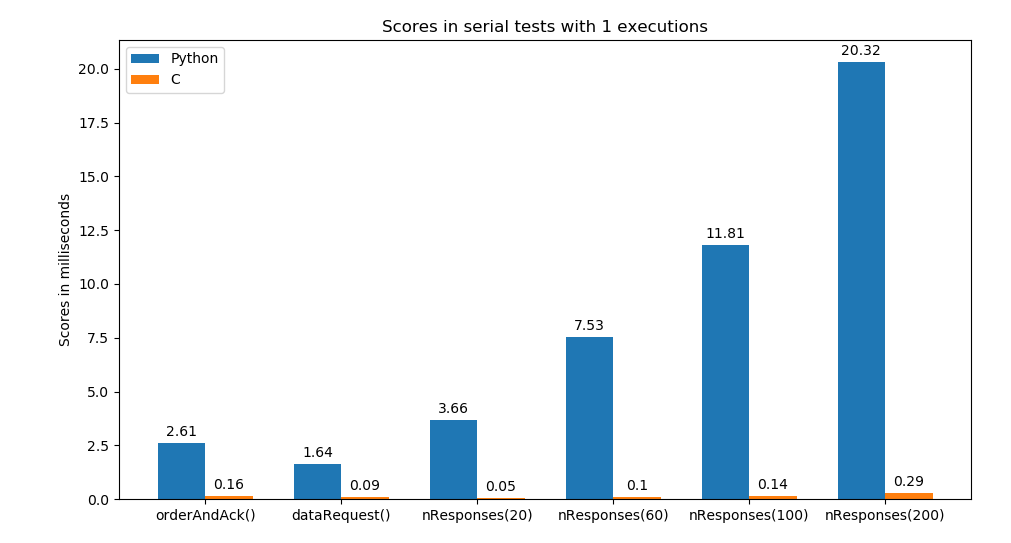 Scores in serial tests with 1 executions
Python
C
Scores in milliseconds
20.0
17.5
15.0
12.5
10.0
7.5
5.0
2.5
0.0
2.61
0.16
1.64
0.09
3.66
0.05
7.53
0.1
11.81
0.14
20.32
0.29
orderAndAck()
dataRequest()
nResponses(20)
nResponses(60)
nResponses(100)
nResponses(200)